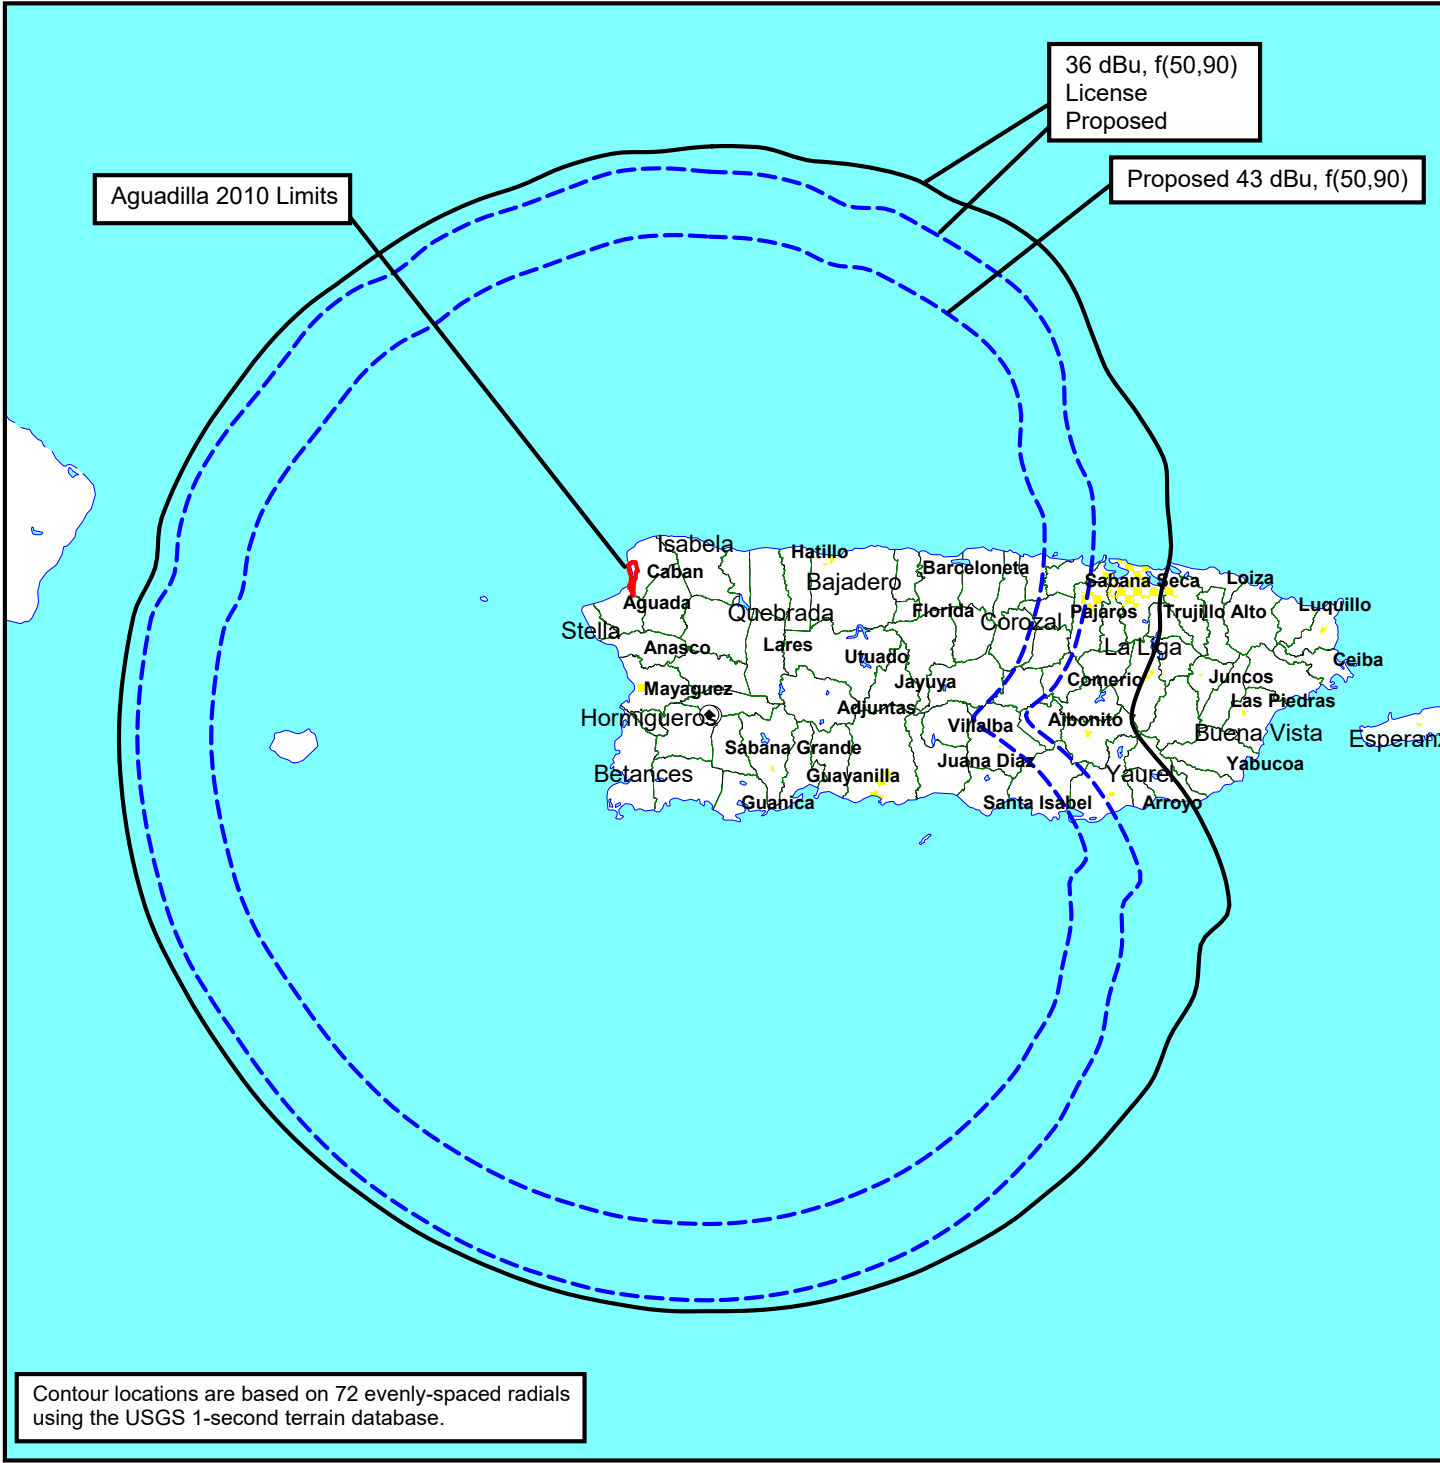 36 dBu, f(50,90)
License
Proposed
Proposed 43 dBu, f(50,90)
Aguadilla 2010 Limits
Isabela
Hatillo
Caban
Bajadero
Barceloneta
Sabana Seca
Loiza
Aguada
Quebrada
Florida
Corozal
Pajaros
Trujillo Alto
Luquillo
Stella
Anasco
Lares
Utuado
La Liga
Ceiba
Mayaguez
Jayuya
Comerio
Juncos
Las Piedras
Hormigueros
Adjuntas
Villalba
Aibonito
Buena Vista
Esperanz
Sabana Grande
Juana Diaz
Yabucoa
Betances
Guayanilla
Yaurel
Guanica
Santa Isabel
Arroyo
Contour locations are based on 72 evenly-spaced radials
using the USGS 1-second terrain database.